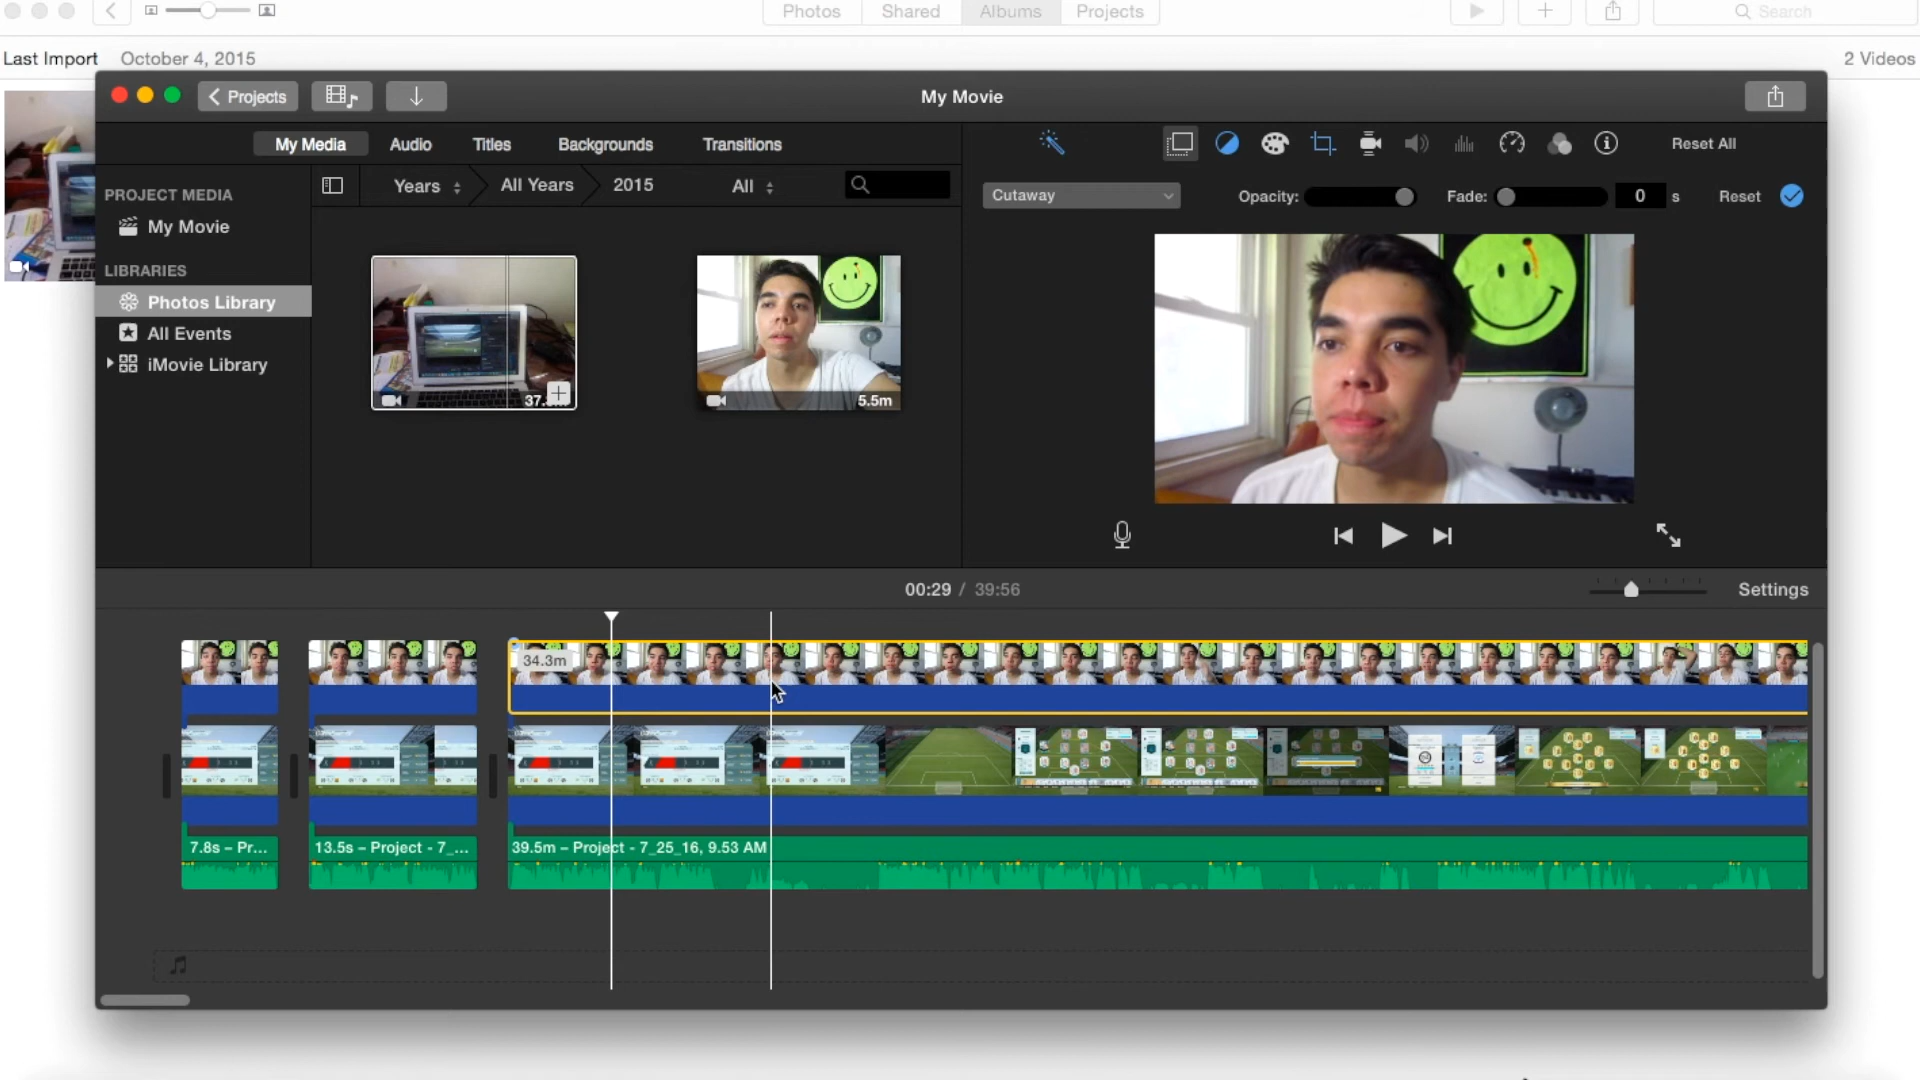 Photos Shared Albums Projects
Search
Last Import October 4, 2015
2 Videos
Projects
My Movie
My Media Audio Titles Backgrounds Transitions
Reset All
PROJECT MEDIA
My Movie
LIBRARIES
Photos Library
All Events
iMovie Library
Years All Years 2015 All
Cutaway
Opacity: Fade: 0 s Reset
37.
5.5m
00:29 / 39:56
Settings
34.3m
7.8s – Pr...
13.5s – Project - 7_...
39.5m – Project - 7_25_16, 9.53 AM